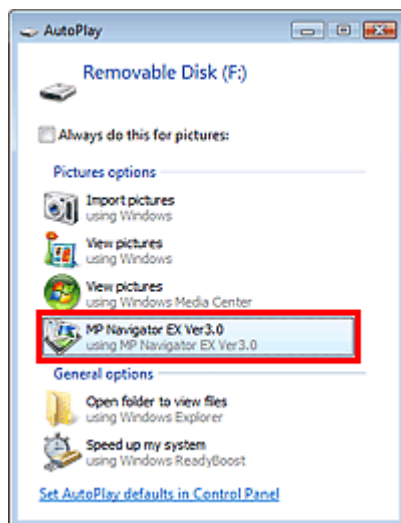 AutoPlay
Removable Disk (F:)
Always do this for pictures:
Pictures options
Import pictures
using Windows
View pictures
using Windows
View pictures
using Windows Media Center
MP Navigator EX Ver3.0
using MP Navigator EX Ver3.0
General options
Open folder to view files
using Windows Explorer
Speed up my system
using Windows ReadyBoost
Set AutoPlay defaults in Control Panel